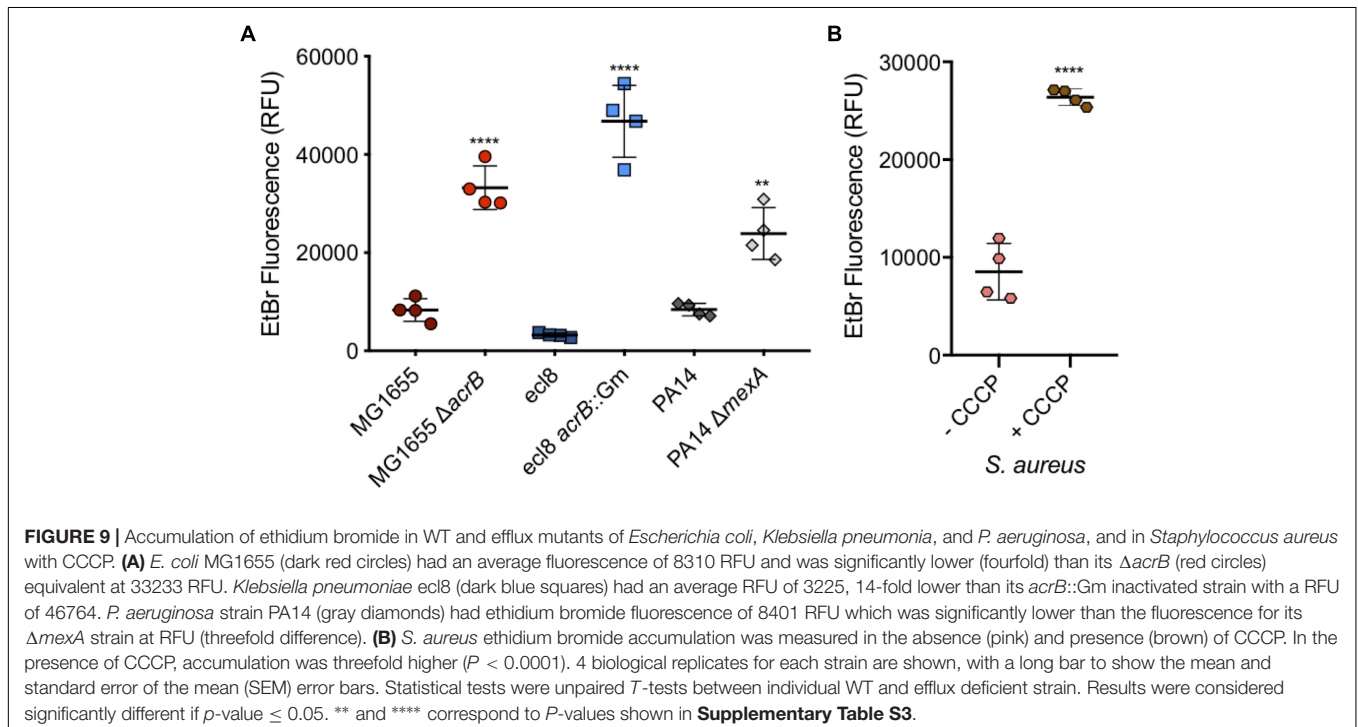 A
B
60000
40000
20000
0
EtBr Fluorescence (RFU)
****
****
**
MG1655
MG1655 ΔacrB
ecl8
ecl8 acrB::Gm
PA14
PA14 ΔmexA
30000
20000
10000
0
EtBr Fluorescence (RFU)
****
- CCCP
+ CCCP
S. aureus
FIGURE 9 | Accumulation of ethidium bromide in WT and efflux mutants of Escherichia coli, Klebsiella pneumonia, and P. aeruginosa, and in Staphylococcus aureus
with CCCP. (A) E. coli MG1655 (dark red circles) had an average fluorescence of 8310 RFU and was significantly lower (fourfold) than its ΔacrB (red circles)
equivalent at 33233 RFU. Klebsiella pneumoniae ecl8 (dark blue squares) had an average RFU of 3225, 14-fold lower than its acrB::Gm inactivated strain with a RFU
of 46764. P. aeruginosa strain PA14 (gray diamonds) had ethidium bromide fluorescence of 8401 RFU which was significantly lower than the fluorescence for its
ΔmexA strain at RFU (threefold difference). (B) S. aureus ethidium bromide accumulation was measured in the absence (pink) and presence (brown) of CCCP. In the
presence of CCCP, accumulation was threefold higher (P < 0.0001). 4 biological replicates for each strain are shown, with a long bar to show the mean and
standard error of the mean (SEM) error bars. Statistical tests were unpaired T-tests between individual WT and efflux deficient strain. Results were considered
significantly different if p-value ≤ 0.05. ** and **** correspond to P-values shown in Supplementary Table S3.